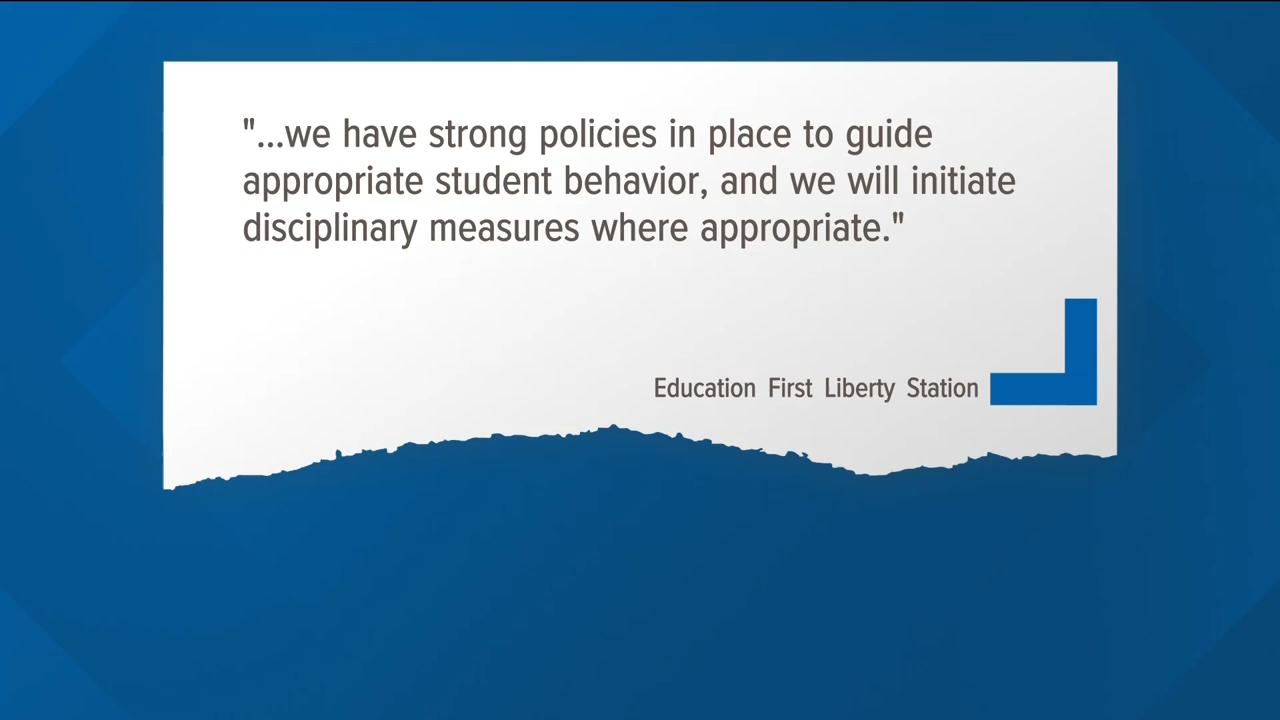 "...we have strong policies in place to guide
appropriate student behavior, and we will initiate
disciplinary measures where appropriate."
Education First Liberty Station